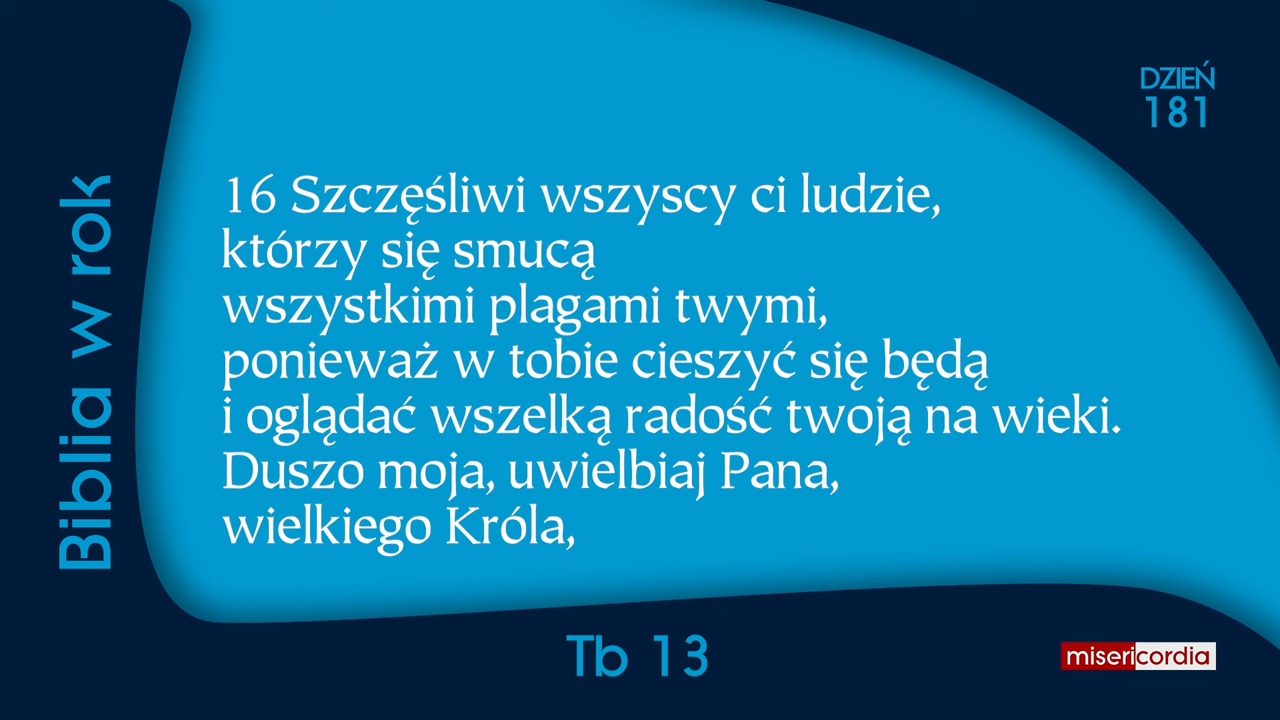 DZIEŃ
181
Biblia w rok
16 Szczęśliwi wszyscy ci ludzie,
którzy się smucą
wszystkimi plagami twymi,
ponieważ w tobie cieszyć się będą
i oglądać wszelką radość twoją na wieki.
Duszo moja, uwielbiaj Pana,
wielkiego Króla,
Tb 13
misericordia